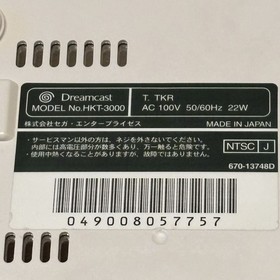 Dreamcast
MODEL No.HKT-3000
T. TKR
AC 100V 50/60Hz 22W
株式会社セガ・エンタープライゼス
MADE IN JAPAN
・サービスマン以外の方は、ネジを外さないでください。
内部には高電圧部分が数多くあり、万一触ると危険です。
・使用中熱くなることがありますが、故障ではありません。
NTSC J
670-13748D
049008057757